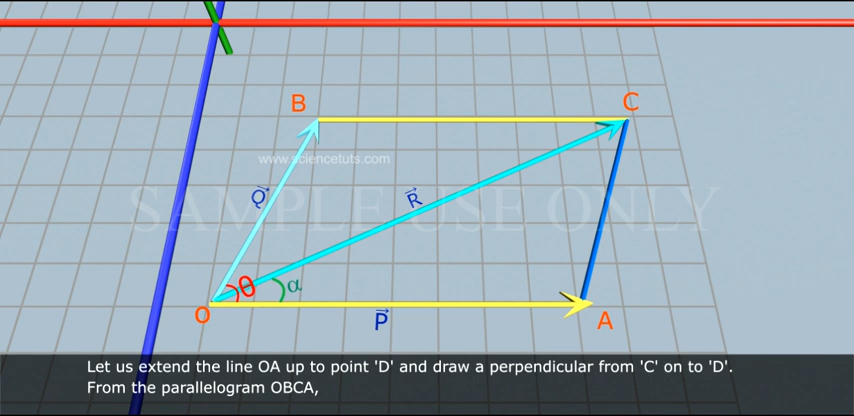 B
C
www.sciencetuts.com
Q⃗
R⃗
SAMPLE USE ONLY
θ
α
O
P⃗
A
Let us extend the line OA up to point 'D' and draw a perpendicular from 'C' on to 'D'.
From the parallelogram OBCA,